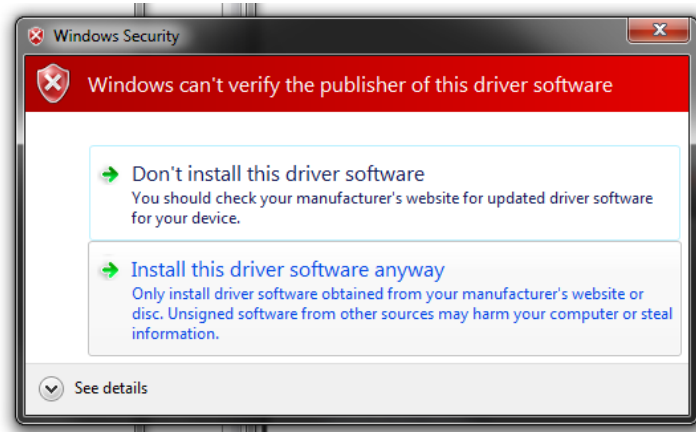 Windows Security
Windows can't verify the publisher of this driver software
Don't install this driver software
You should check your manufacturer's website for updated driver software
for your device.
Install this driver software anyway
Only install driver software obtained from your manufacturer's website or
disc. Unsigned software from other sources may harm your computer or steal
information.
See details